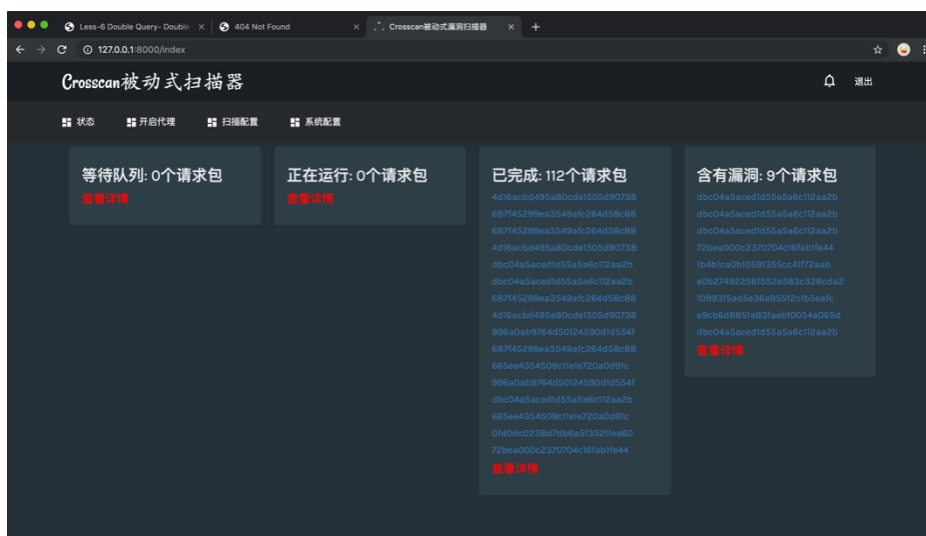 Less-6 Double Query- Double
404 Not Found
Crosscan被动式漏洞扫描器
127.0.0.1:8000/index
Crosscan被动式扫描器
退出
状态
开启代理
扫描配置
系统配置
等待队列: 0个请求包
查看详情
正在运行: 0个请求包
查看详情
已完成: 112个请求包
4d16acbd495a80cde1505d90738
687f45299ea3549afc264d58c88
687f45299ea3549afc264d58c88
4d16acbd495a80cde1505d90738
dbc04a5aced1d55a5a6c112aa2b
dbc04a5aced1d55a5a6c112aa2b
687f45299ea3549afc264d58c88
4d16acbd495a80cde1505d90738
996a0ab9764d50124590d1d554f
687f45299ea3549afc264d58c88
665ee4354509c11e1e720a0d91c
996a0ab9764d50124590d1d554f
dbc04a5aced1d55a5a6c112aa2b
665ee4354509c11e1e720a0d91c
0fd0dc0238d7db6a5f3521fea60
72bea000c2370704c16fab1fe44
查看详情
含有漏洞: 9个请求包
dbc04a5aced1d55a5a6c112aa2b
dbc04a5aced1d55a5a6c112aa2b
dbc04a5aced1d55a5a6c112aa2b
72bea000c2370704c16fab1fe44
1b4b1ca0b10591355cc41f72aab
e0b27492256f552a583c328cda2
10993f5ad5e36a955f2c1b5eafc
e9cb6d8851a83faebf0054a065d
dbc04a5aced1d55a5a6c112aa2b
查看详情